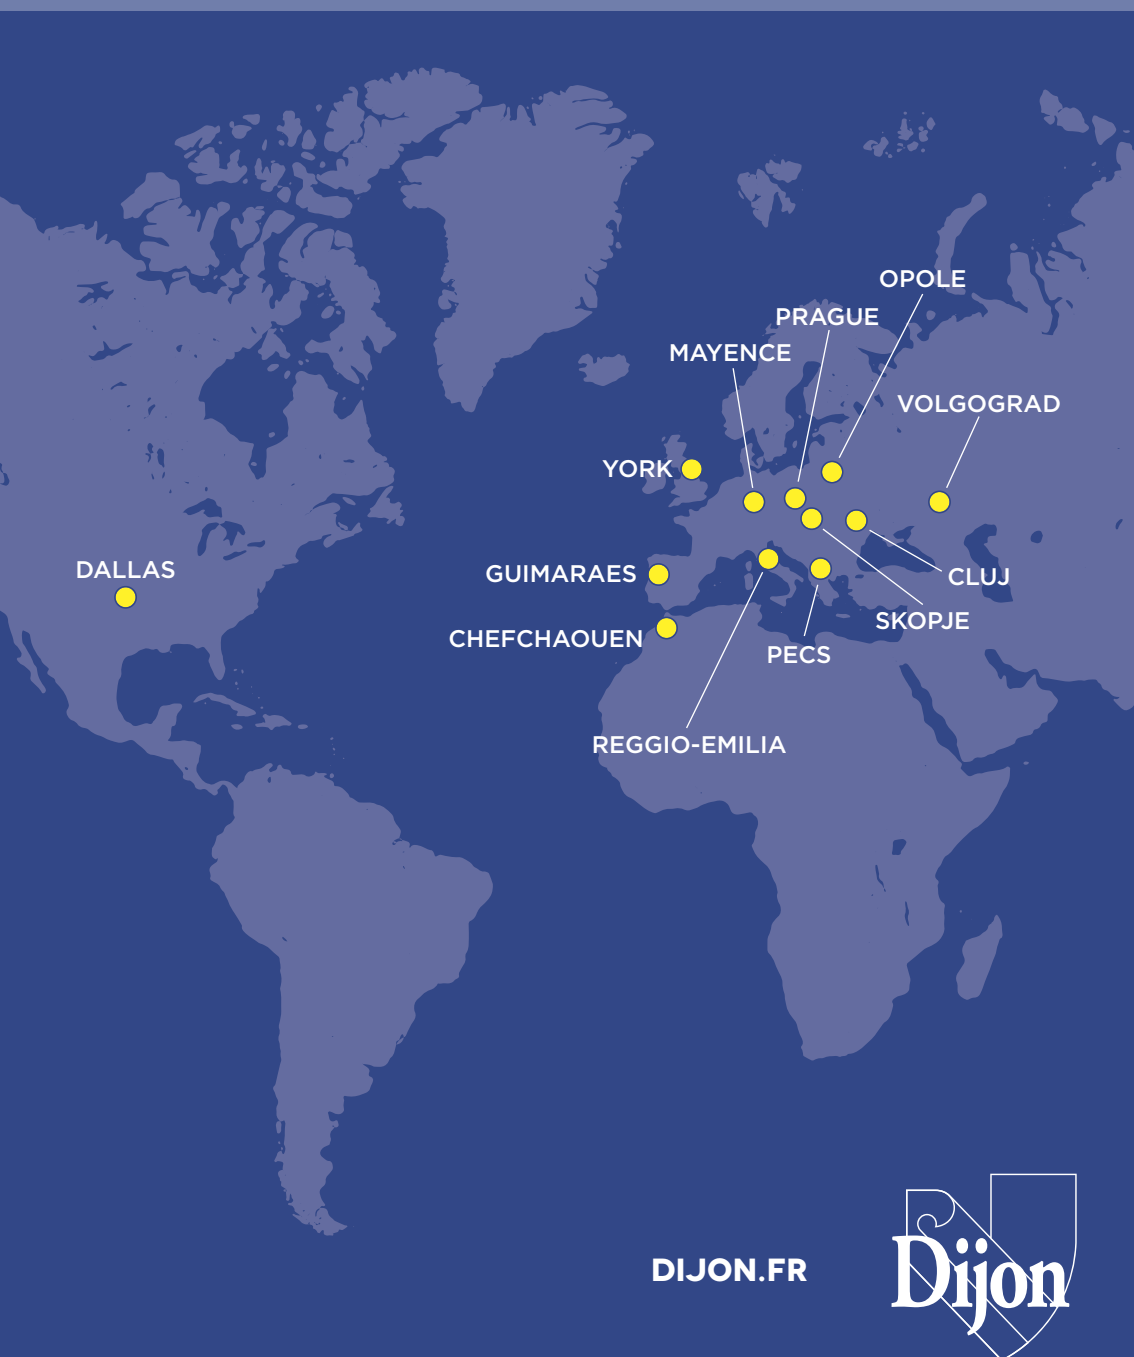 OPOLE
PRAGUE
MAYENCE
VOLGOGRAD
YORK
DALLAS
GUIMARAES
CLUJ
SKOPJE
CHEFCHAOUEN
PECS
REGGIO-EMILIA
DIJON.FR
Dijon